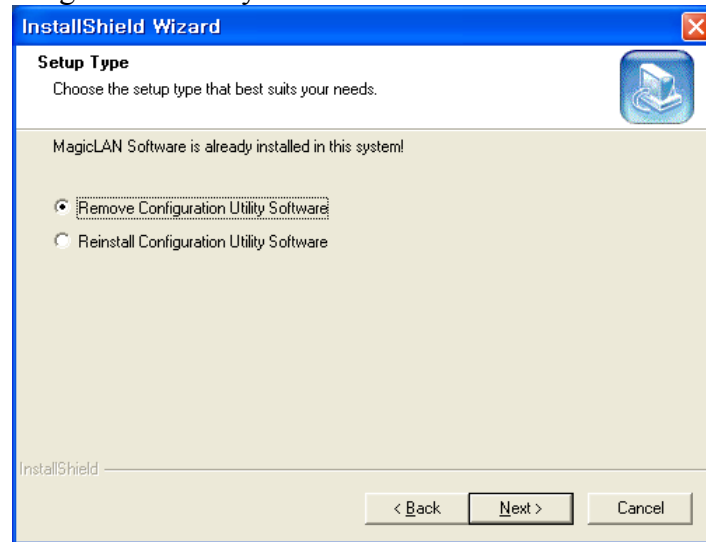 InstallShield Wizard
Setup Type
Choose the setup type that best suits your needs.
MagicLAN Software is already installed in this system!
Remove Configuration Utility Software
Reinstall Configuration Utility Software
InstallShield
< Back Next > Cancel